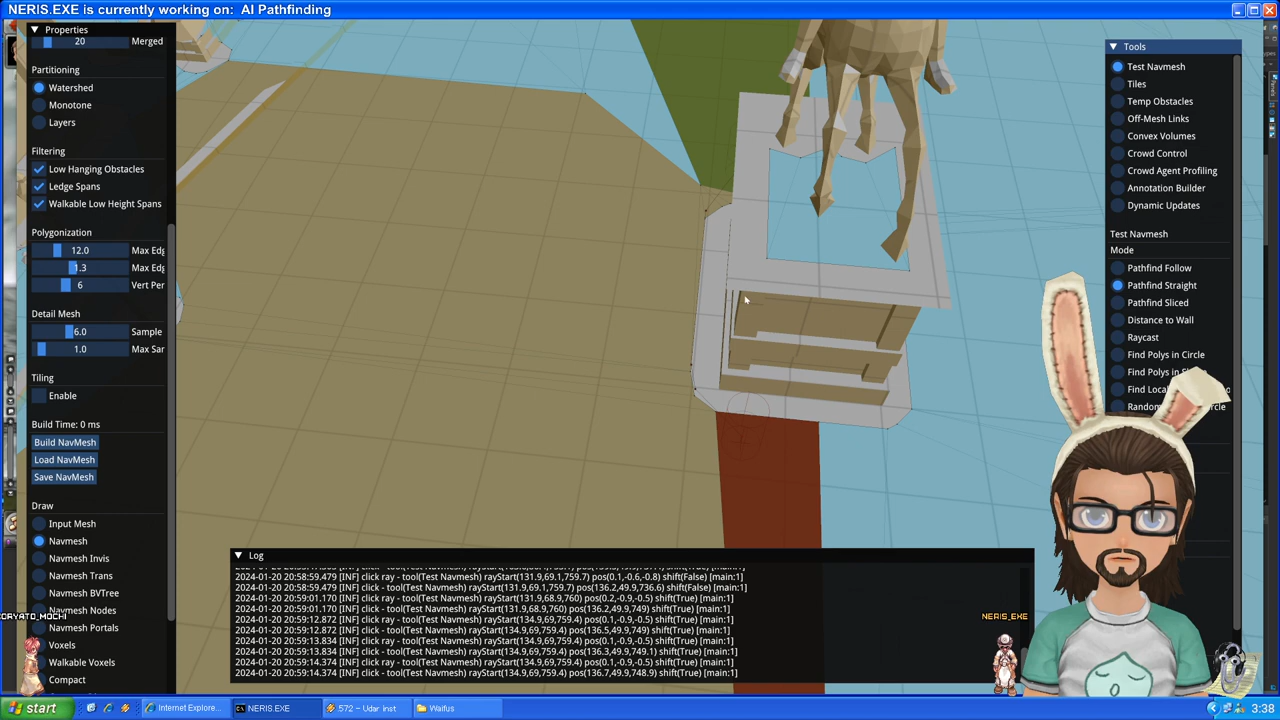 NERIS.EXE is currently working on: AI Pathfinding
Properties
20 Merged
Partitioning
Watershed
Monotone
Layers
Filtering
Low Hanging Obstacles
Ledge Spans
Walkable Low Height Spans
Polygonization
12.0 Max Edg
1.3 Max Edg
6 Vert Per
Detail Mesh
6.0 Sample
1.0 Max Sar
Tiling
Enable
Build Time: 0 ms
Build NavMesh
Load NavMesh
Save NavMesh
Draw
Input Mesh
Navmesh
Navmesh Invis
Navmesh Trans
Navmesh BVTree
Navmesh Nodes
Navmesh Portals
Voxels
Walkable Voxels
Compact
Tools
Test Navmesh
Tiles
Temp Obstacles
Off-Mesh Links
Convex Volumes
Crowd Control
Crowd Agent Profiling
Annotation Builder
Dynamic Updates
Test Navmesh
Mode
Pathfind Follow
Pathfind Straight
Pathfind Sliced
Distance to Wall
Raycast
Find Polys in Circle
Find Polys in
Find Loca
Random
Log
2024-01-20 20:58:59.479 [INF] click ray - tool(Test Navmesh) rayStart(131.9,69.1,759.7) pos(0.1,-0.6,-0.8) shift(False) [main:1]
2024-01-20 20:58:59.479 [INF] click - tool(Test Navmesh) rayStart(131.9,69.1,759.7) pos(136.2,49.9,736.6) shift(False) [main:1]
2024-01-20 20:59:01.170 [INF] click ray - tool(Test Navmesh) rayStart(131.9,68.9,760) pos(0.2,-0.9,-0.5) shift(True) [main:1]
2024-01-20 20:59:01.170 [INF] click - tool(Test Navmesh) rayStart(131.9,68.9,760) pos(136.2,49.9,749) shift(True) [main:1]
2024-01-20 20:59:12.872 [INF] click ray - tool(Test Navmesh) rayStart(134.9,69,759.4) pos(0.1,-0.9,-0.5) shift(True) [main:1]
2024-01-20 20:59:12.872 [INF] click - tool(Test Navmesh) rayStart(134.9,69,759.4) pos(136.5,49.9,749) shift(True) [main:1]
2024-01-20 20:59:13.834 [INF] click ray - tool(Test Navmesh) rayStart(134.9,69,759.4) pos(0.1,-0.9,-0.5) shift(True) [main:1]
2024-01-20 20:59:13.834 [INF] click - tool(Test Navmesh) rayStart(134.9,69,759.4) pos(136.3,49.9,749.1) shift(True) [main:1]
2024-01-20 20:59:14.374 [INF] click ray - tool(Test Navmesh) rayStart(134.9,69,759.4) pos(0.1,-0.9,-0.5) shift(True) [main:1]
2024-01-20 20:59:14.374 [INF] click - tool(Test Navmesh) rayStart(134.9,69,759.4) pos(136.7,49.9,748.9) shift(True) [main:1]
ORYATO_MOCHI
NERIS_EXE
start
Internet Explore...
NERIS.EXE
572 - Udar inst
Waifus
3:38